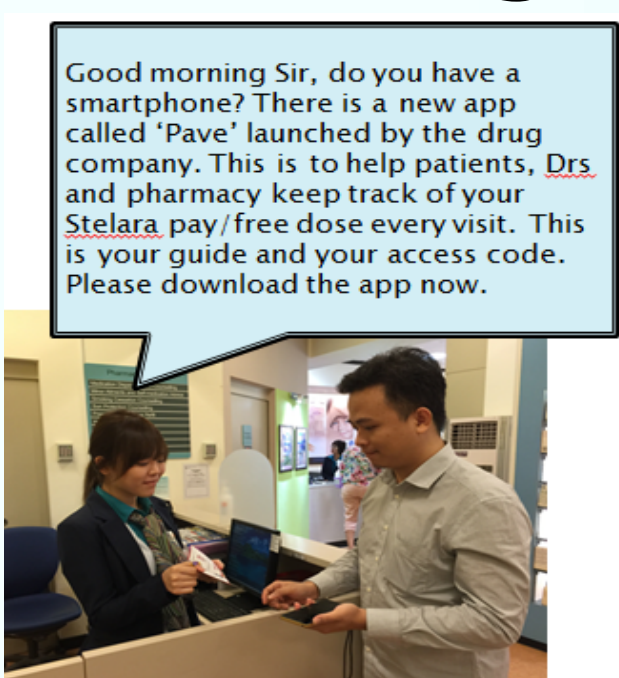 Good morning Sir, do you have a
smartphone? There is a new app
called ‘Pave’ launched by the drug
company. This is to help patients, Drs
and pharmacy keep track of your
Stelara pay/free dose every visit. This
is your guide and your access code.
Please download the app now.